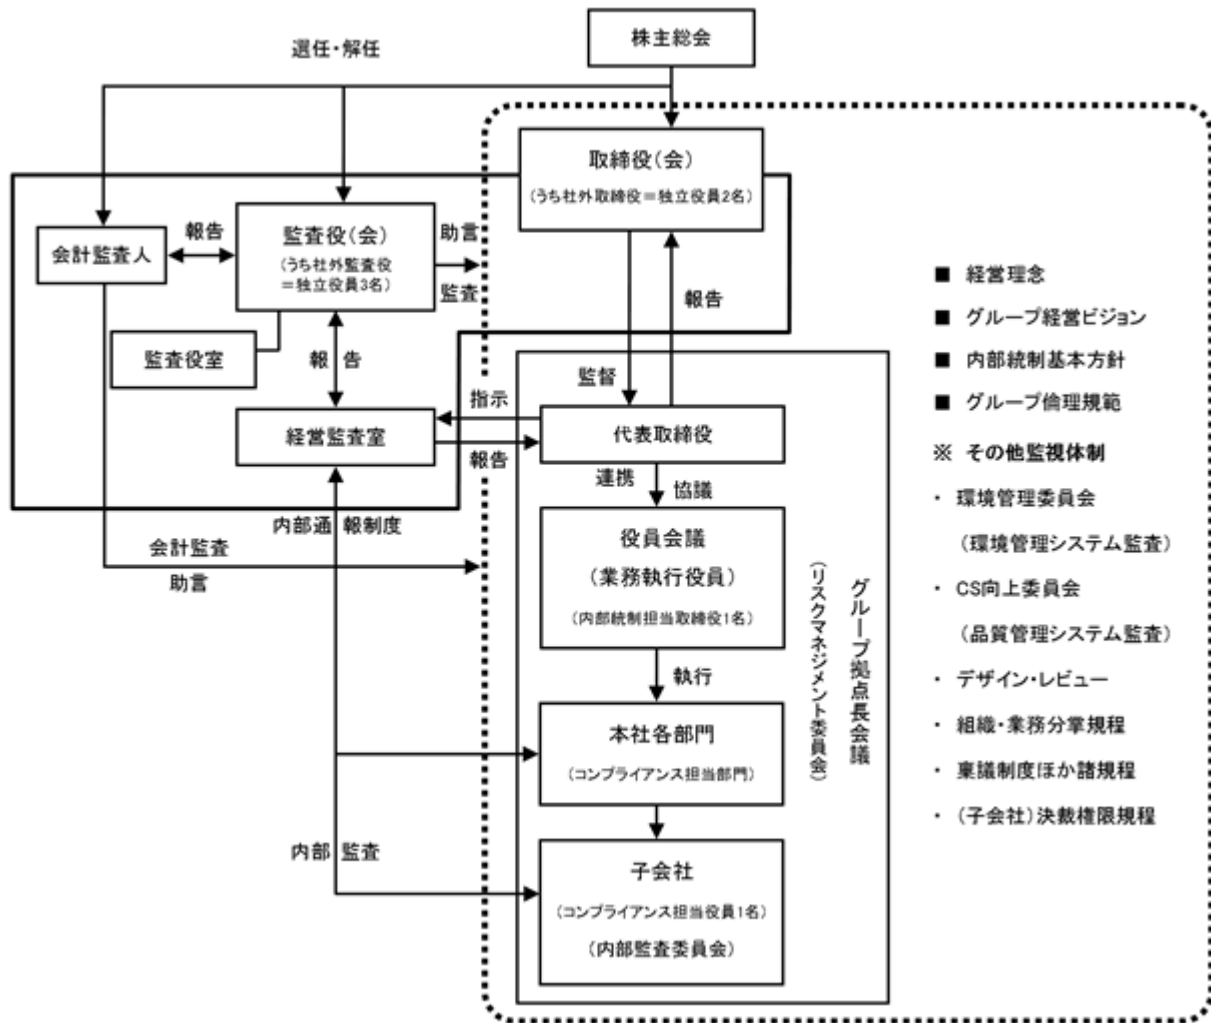 株主総会
選任・解任
取締役(会)
(うち社外取締役=独立役員2名)
会計監査人
報告
監査役(会)
(うち社外監査役
=独立役員3名)
助言
監査
監査役室
報告
経営監査室
監督
報告
指示
報告
代表取締役
連携
協議
内部通報制度
会計監査
助言
役員会議
(業務執行役員)
(内部統制担当取締役1名)
執行
本社各部門
(コンプライアンス担当部門)
内部監査
子会社
(コンプライアンス担当役員1名)
(内部監査委員会)
グループ拠点長会議
(リスクマネジメント委員会)
■ 経営理念
■ グループ経営ビジョン
■ 内部統制基本方針
■ グループ倫理規範
※ その他監視体制
・ 環境管理委員会
(環境管理システム監査)
・ CS向上委員会
(品質管理システム監査)
・ デザイン・レビュー
・ 組織・業務分掌規程
・ 稟議制度ほか諸規程
・ (子会社)決裁権限規程